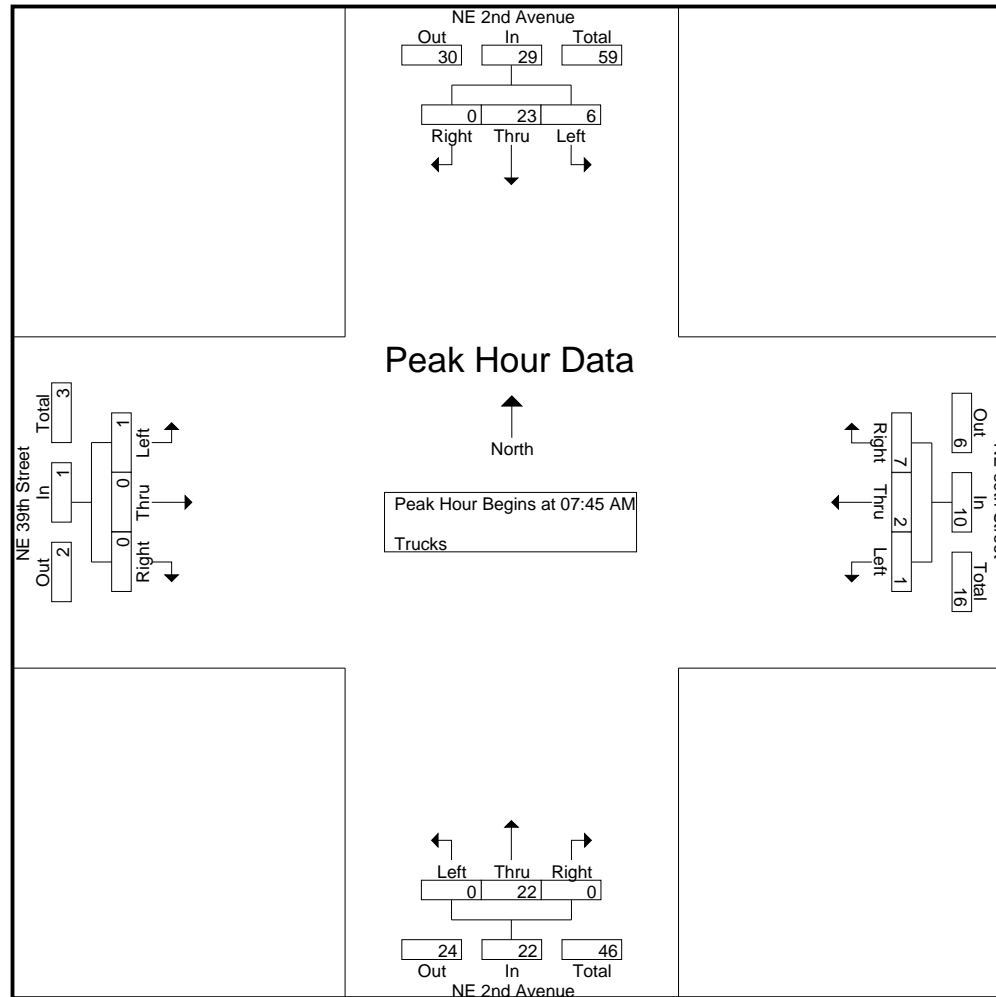 NE 2nd Avenue
Out In Total
30 29 59
0 23 6
Right Thru Left
Peak Hour Data
North
Peak Hour Begins at 07:45 AM
Trucks
NE 39th Street
Out In Total
2 1 3
0 0 1
Right Thru Left
Right Thru Left
7 2 1
Out In Total
6 10 16
Left Thru Right
0 22 0
24 22 46
Out In Total
NE 2nd Avenue